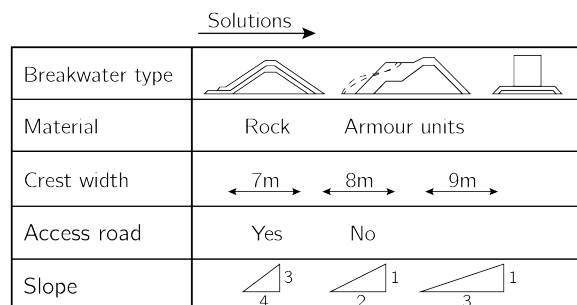 Solutions
Breakwater type
Material Rock Armour units
Crest width 7m 8m 9m
Access road Yes No
Slope 3 4 1 2 1 3